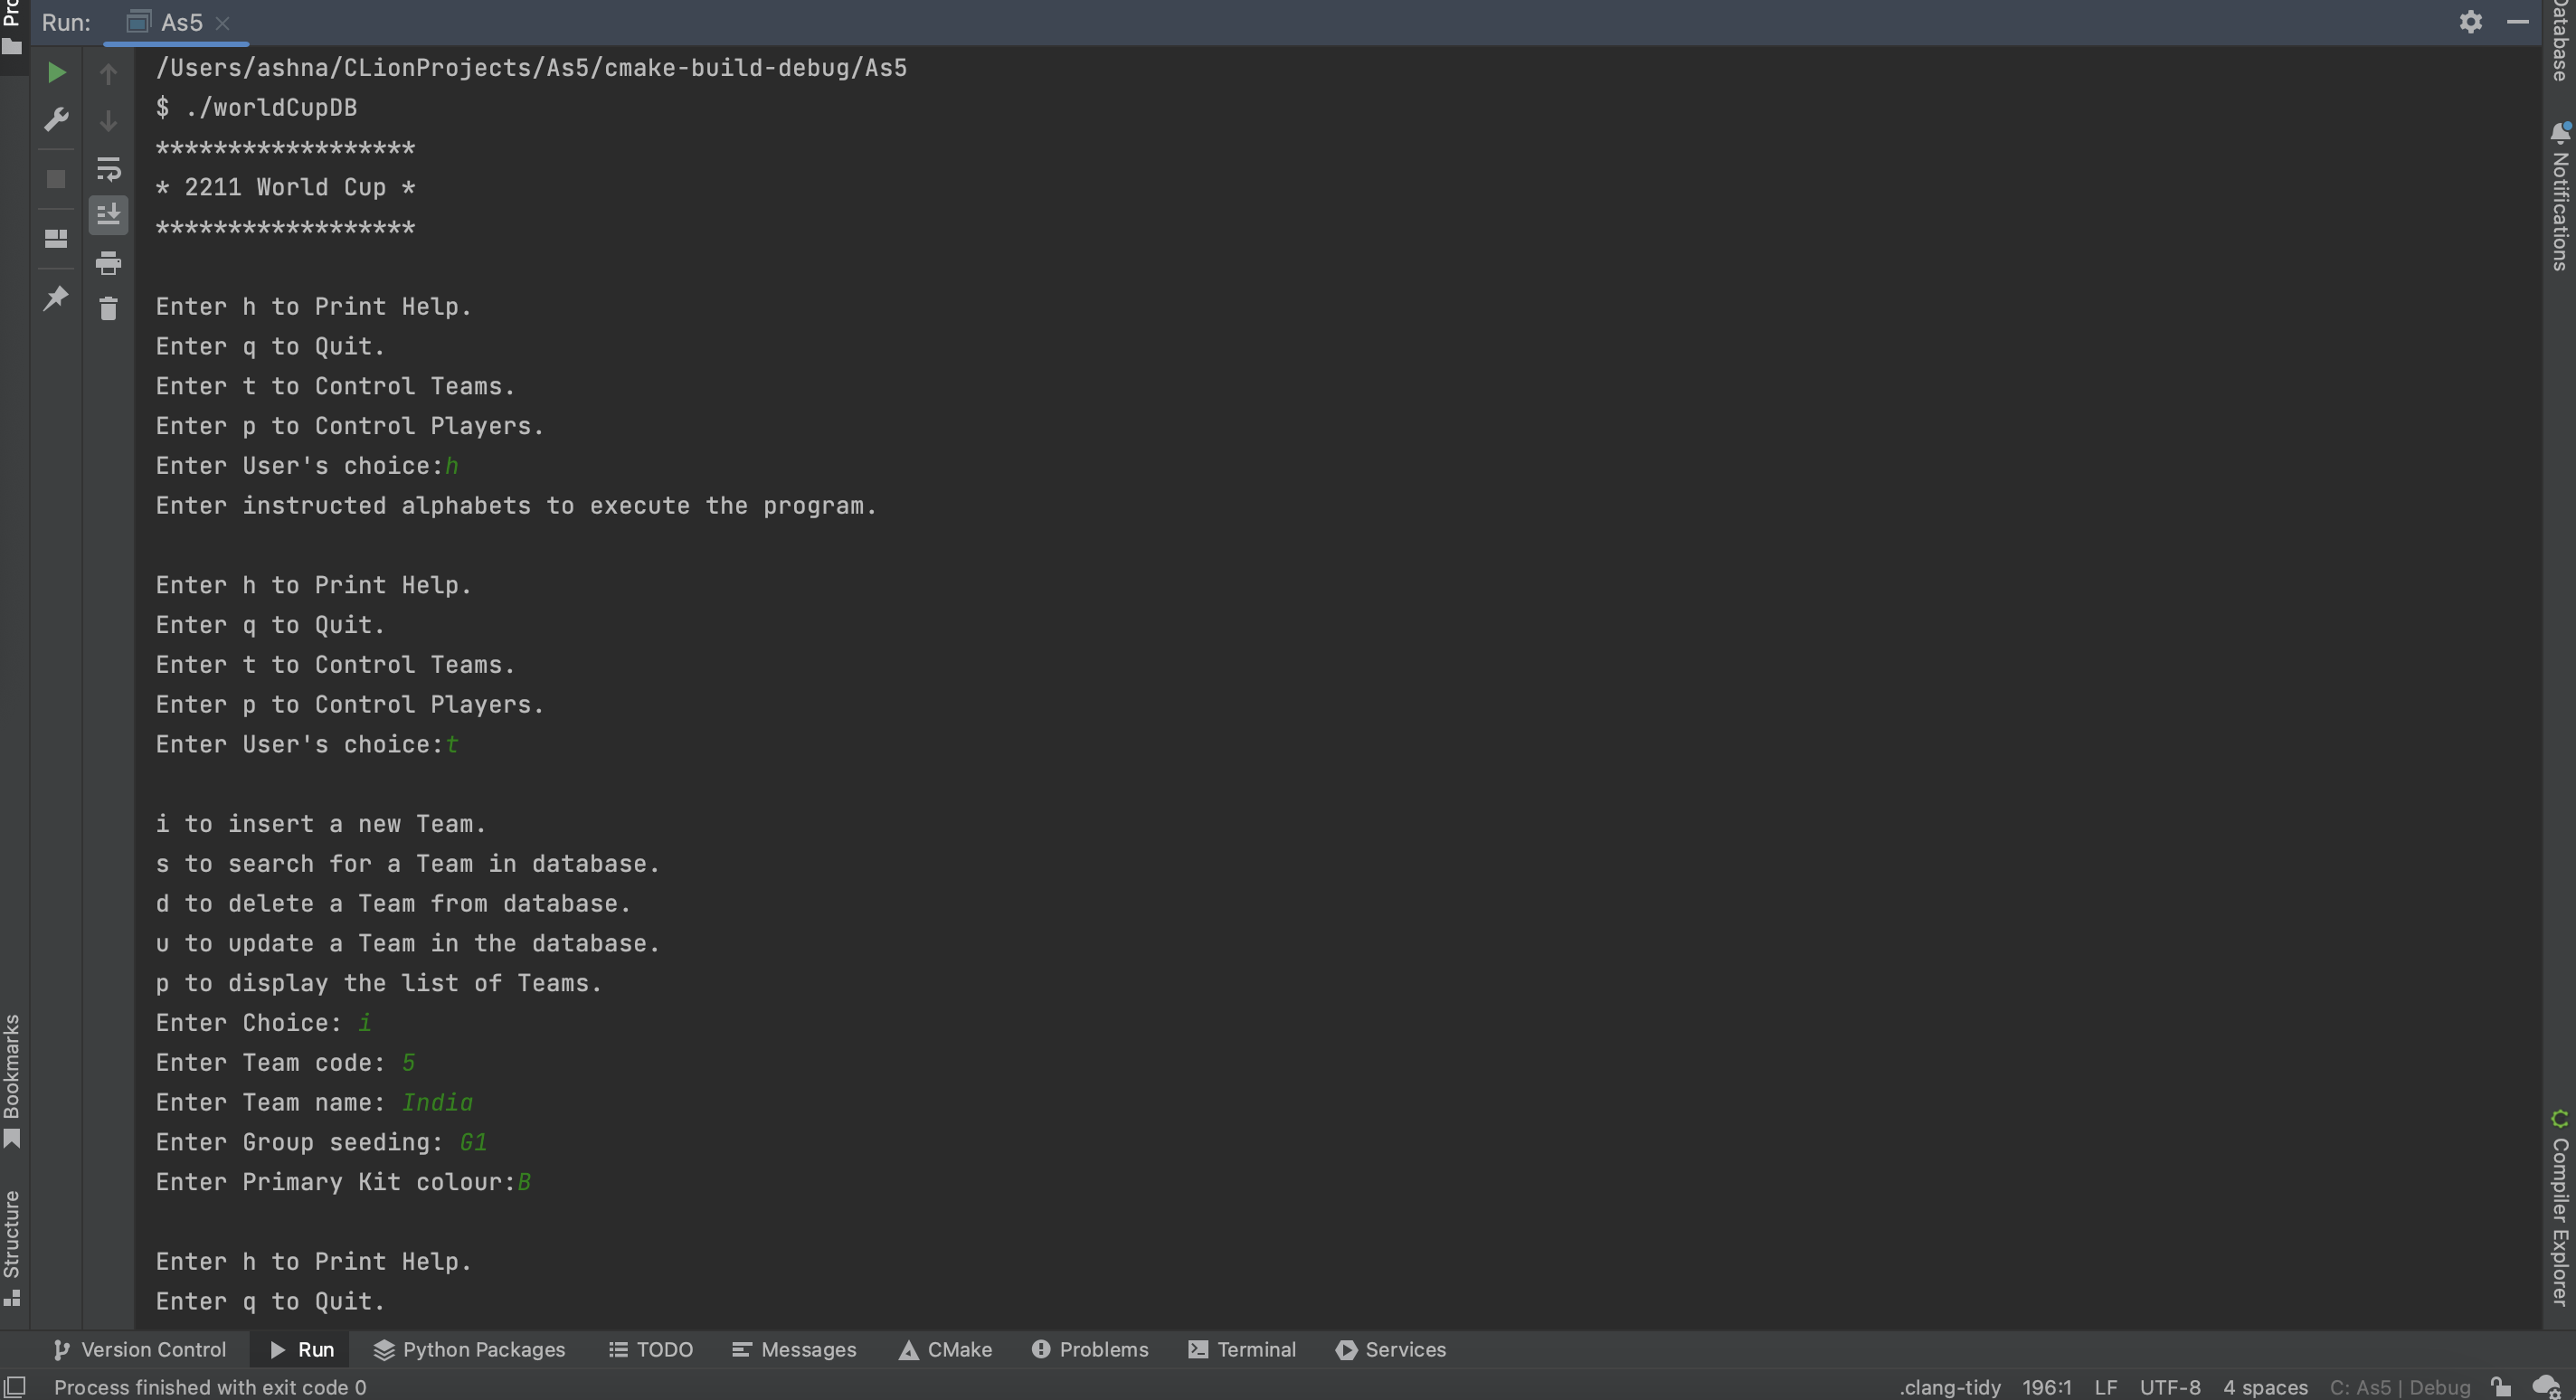 Run: As5
/Users/ashna/CLionProjects/As5/cmake-build-debug/As5
$ ./worldCupDB
******************
* 2211 World Cup *
******************
Enter h to Print Help.
Enter q to Quit.
Enter t to Control Teams.
Enter p to Control Players.
Enter User's choice:h
Enter instructed alphabets to execute the program.
Enter h to Print Help.
Enter q to Quit.
Enter t to Control Teams.
Enter p to Control Players.
Enter User's choice:t
i to insert a new Team.
s to search for a Team in database.
d to delete a Team from database.
u to update a Team in the database.
p to display the list of Teams.
Enter Choice: i
Enter Team code: 5
Enter Team name: India
Enter Group seeding: G1
Enter Primary Kit colour:B
Enter h to Print Help.
Enter q to Quit.
Bookmarks
Structure
Database
Notifications
Compiler Explorer
Version Control Run Python Packages TODO Messages CMake Problems Terminal Services
Process finished with exit code 0 .clang-tidy 196:1 LF UTF-8 4 spaces C: As5 | Debug